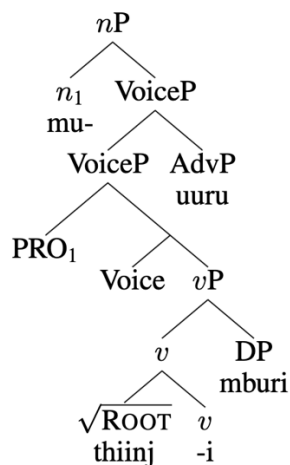 nP
n₁ VoiceP
mu-
VoiceP AdvP
uuru
PRO₁
Voice vP
v DP
mburi
√ROOT v
thiinj -i